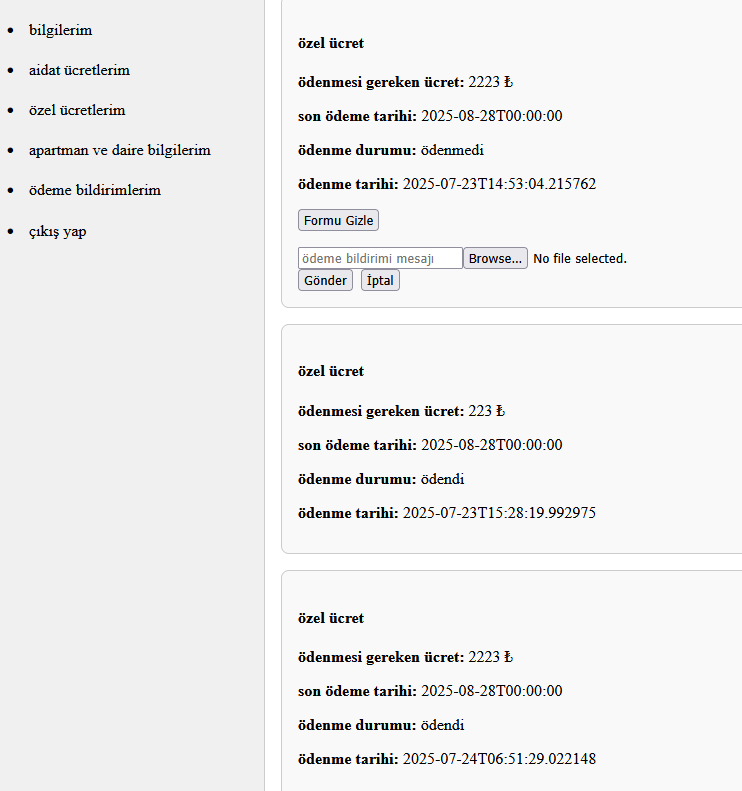 bilgilerim
aidat ücretlerim
özel ücretlerim
apartman ve daire bilgilerim
ödeme bildirimlerim
çıkış yap
özel ücret
ödenmesi gereken ücret: 2223 ₺
son ödeme tarihi: 2025-08-28T00:00:00
ödenme durumu: ödenmedi
ödenme tarihi: 2025-07-23T14:53:04.215762
Formu Gizle
ödeme bildirimi mesajı Browse... No file selected.
Gönder İptal
özel ücret
ödenmesi gereken ücret: 223 ₺
son ödeme tarihi: 2025-08-28T00:00:00
ödenme durumu: ödendi
ödenme tarihi: 2025-07-23T15:28:19.992975
özel ücret
ödenmesi gereken ücret: 2223 ₺
son ödeme tarihi: 2025-08-28T00:00:00
ödenme durumu: ödendi
ödenme tarihi: 2025-07-24T06:51:29.022148